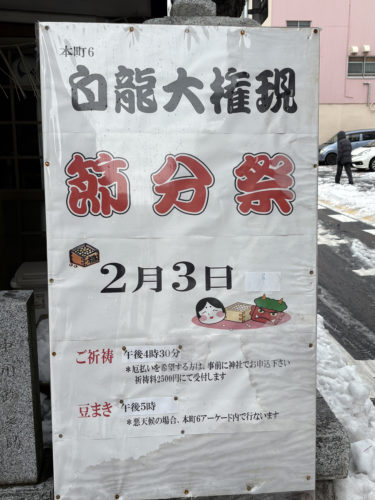 本町6
白龍大権現
節分祭
2月3日
ご祈祷 午後4時30分
*厄払いを希望する方は、事前に神社でお申込下さい
祈祷料2500円にて受付します
豆まき 午後5時
*悪天候の場合、本町6アーケード内で行ないます